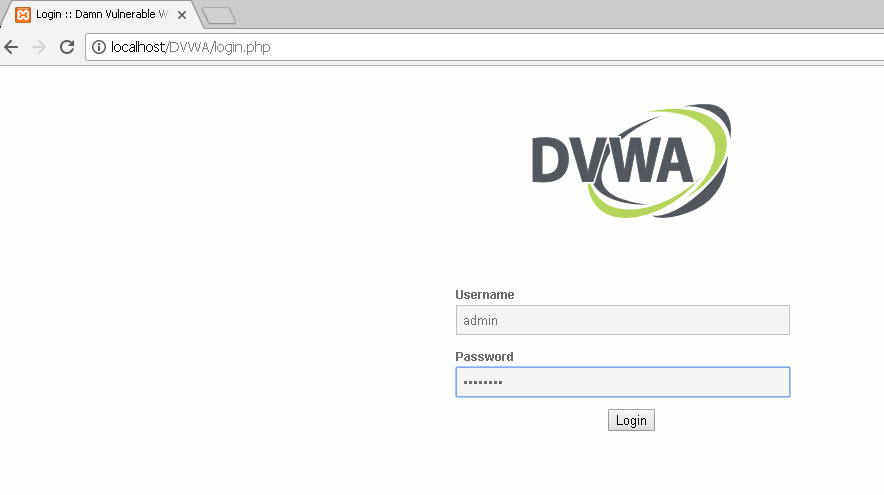 Login :: Damn Vulnerable W
localhost/DVWA/login.php
DVWA
Username
admin
Password
••••••••
Login